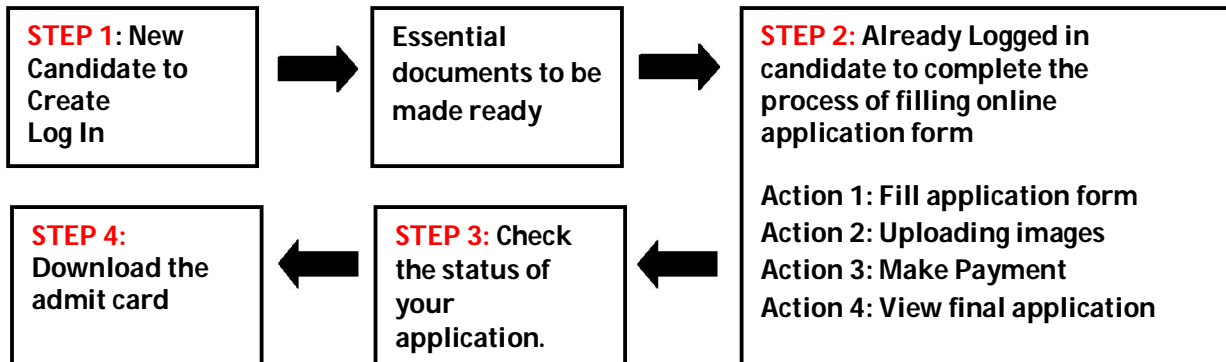 STEP 1: New
Candidate to
Create
Log In
Essential
documents to be
made ready
STEP 2: Already Logged in
candidate to complete the
process of filling online
application form
Action 1: Fill application form
Action 2: Uploading images
Action 3: Make Payment
Action 4: View final application
STEP 3: Check
the status of
your
application.
STEP 4:
Download the
admit card